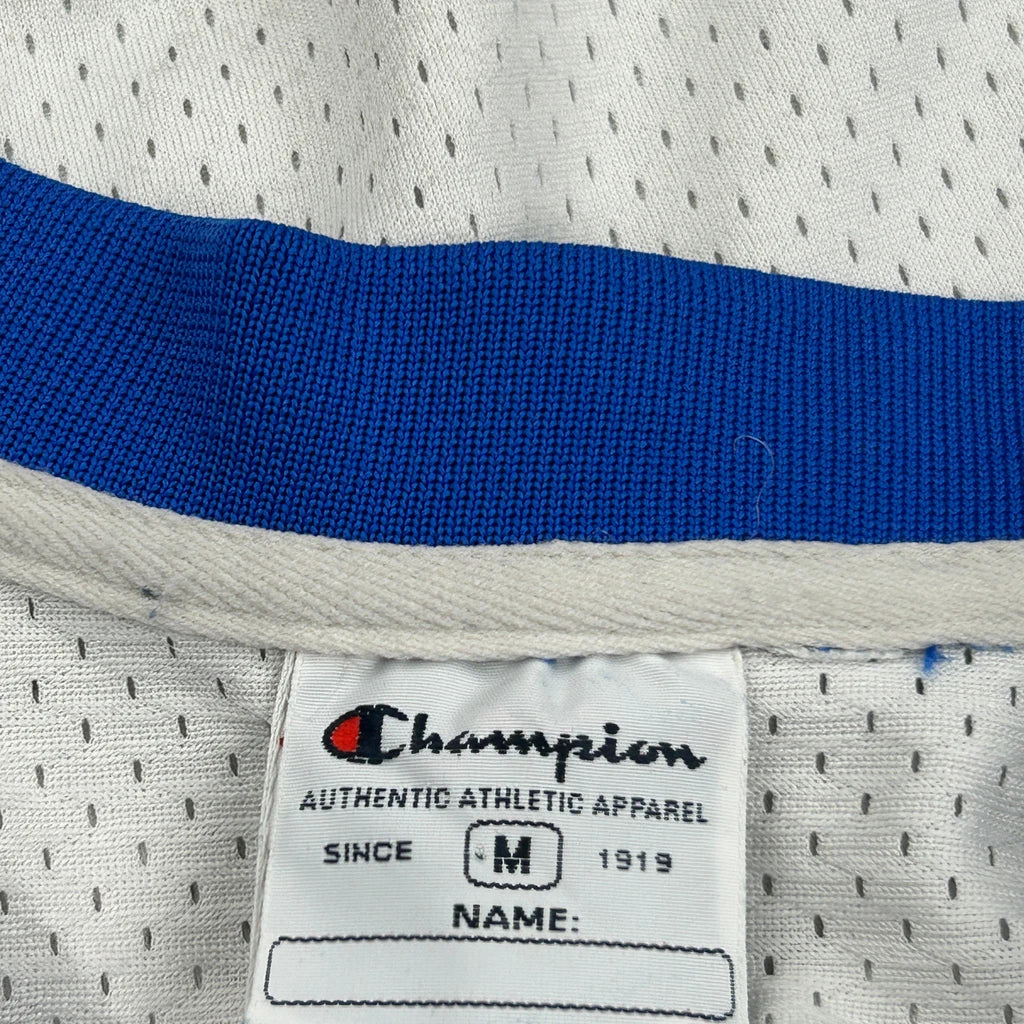 Champion
AUTHENTIC ATHLETIC APPAREL
SINCE M 1919
NAME: